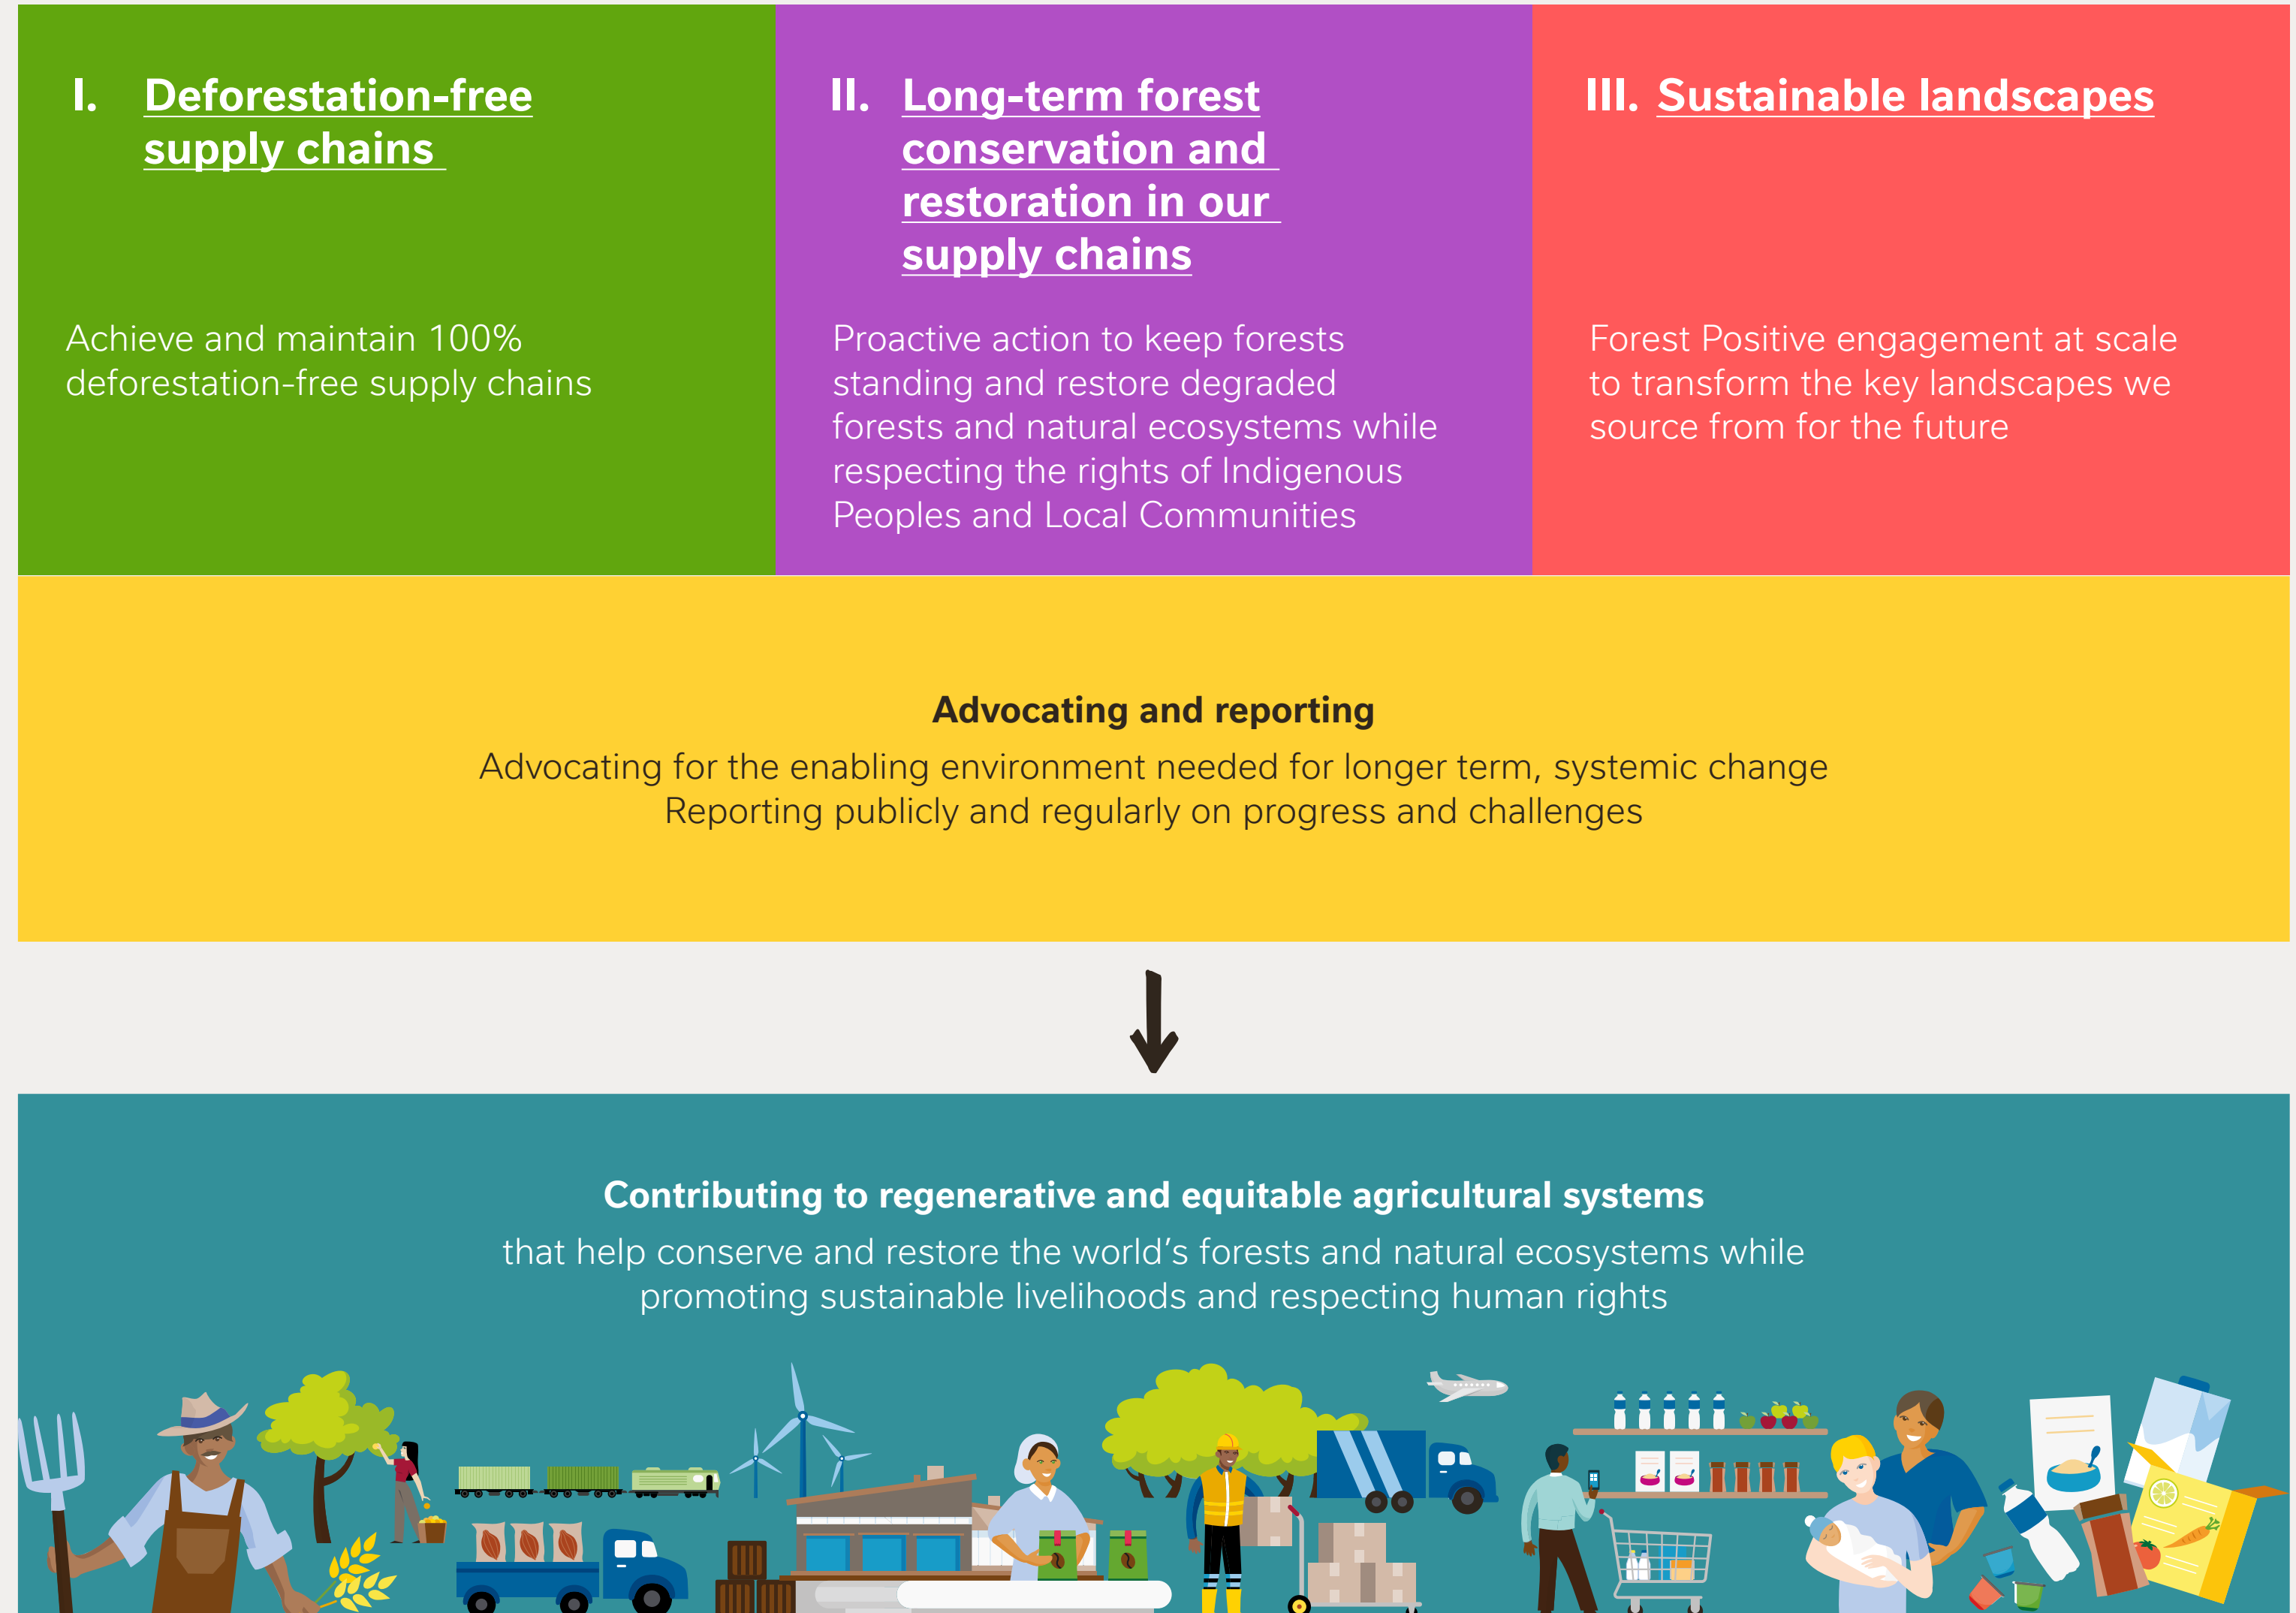 I. Deforestation-free
supply chains
Achieve and maintain 100%
deforestation-free supply chains
II. Long-term forest
conservation and
restoration in our
supply chains
Proactive action to keep forests
standing and restore degraded
forests and natural ecosystems while
respecting the rights of Indigenous
Peoples and Local Communities
III. Sustainable landscapes
Forest Positive engagement at scale
to transform the key landscapes we
source from for the future
Advocating and reporting
Advocating for the enabling environment needed for longer term, systemic change
Reporting publicly and regularly on progress and challenges
Contributing to regenerative and equitable agricultural systems
that help conserve and restore the world’s forests and natural ecosystems while
promoting sustainable livelihoods and respecting human rights